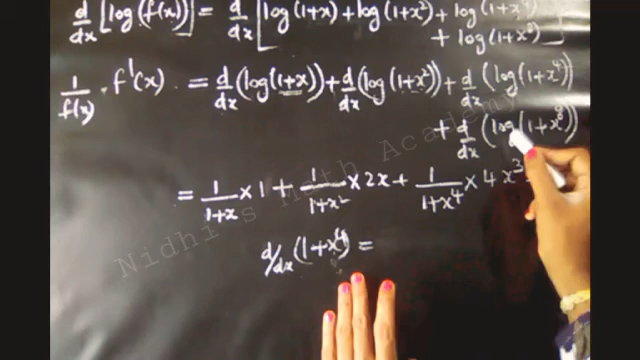 d/dx [log(f(x))] = d/dx [log(1+x) + log(1+x²) + log(1+x⁴)
+ log(1+x⁸)]
1/f(x) · f'(x) = d/dx (log(1+x)) + d/dx (log(1+x²)) + d/dx (log(1+x⁴))
+ d/dx (log(1+x⁸))
= 1/1+x × 1 + 1/1+x² × 2x + 1/1+x⁴ × 4x³
d/dx (1+x⁴) =
Nidhi's Math Academy